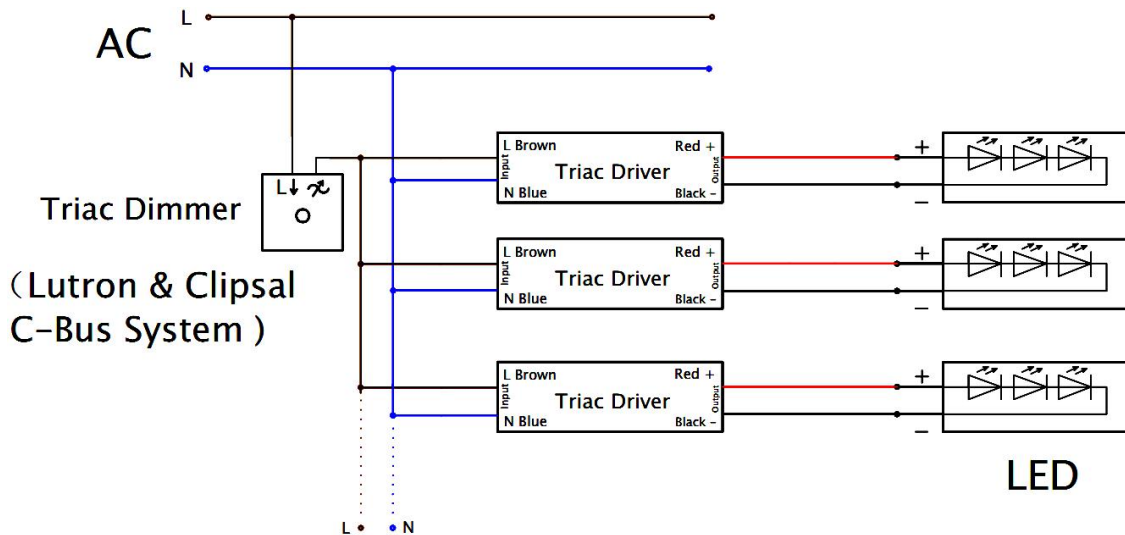 L
AC
N
L Brown
Red +
Input
Triac Driver
Output
N Blue
Black -
+
−
L
Triac Dimmer
(Lutron & Clipsal
C-Bus System )
L Brown
Red +
Input
Triac Driver
Output
N Blue
Black -
+
−
L Brown
Red +
Input
Triac Driver
Output
N Blue
Black -
+
−
LED
L
N